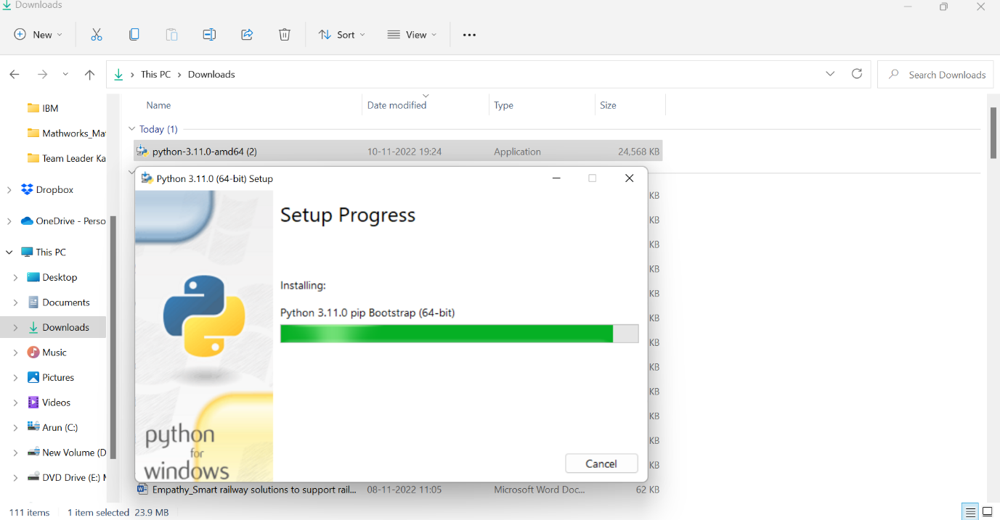 Downloads
New
Sort
View
This PC > Downloads
Search Downloads
Name
Date modified
Type
Size
IBM
Mathworks_Ma
Team Leader Ka
Dropbox
OneDrive - Perso
This PC
Desktop
Documents
Downloads
Music
Pictures
Videos
Arun (C:)
New Volume (D
DVD Drive (E:)
Today (1)
python-3.11.0-amd64 (2) 10-11-2022 19:24 Application 24,568 KB
Python 3.11.0 (64-bit) Setup
Setup Progress
Installing:
Python 3.11.0 pip Bootstrap (64-bit)
python
for
windows
Cancel
KB
KB
KB
KB
KB
KB
KB
KB
KB
KB
KB
KB
Empathy_Smart railway solutions to support rail... 08-11-2022 11:05 Microsoft Word Doc... 62 KB
111 items 1 item selected 23.9 MB